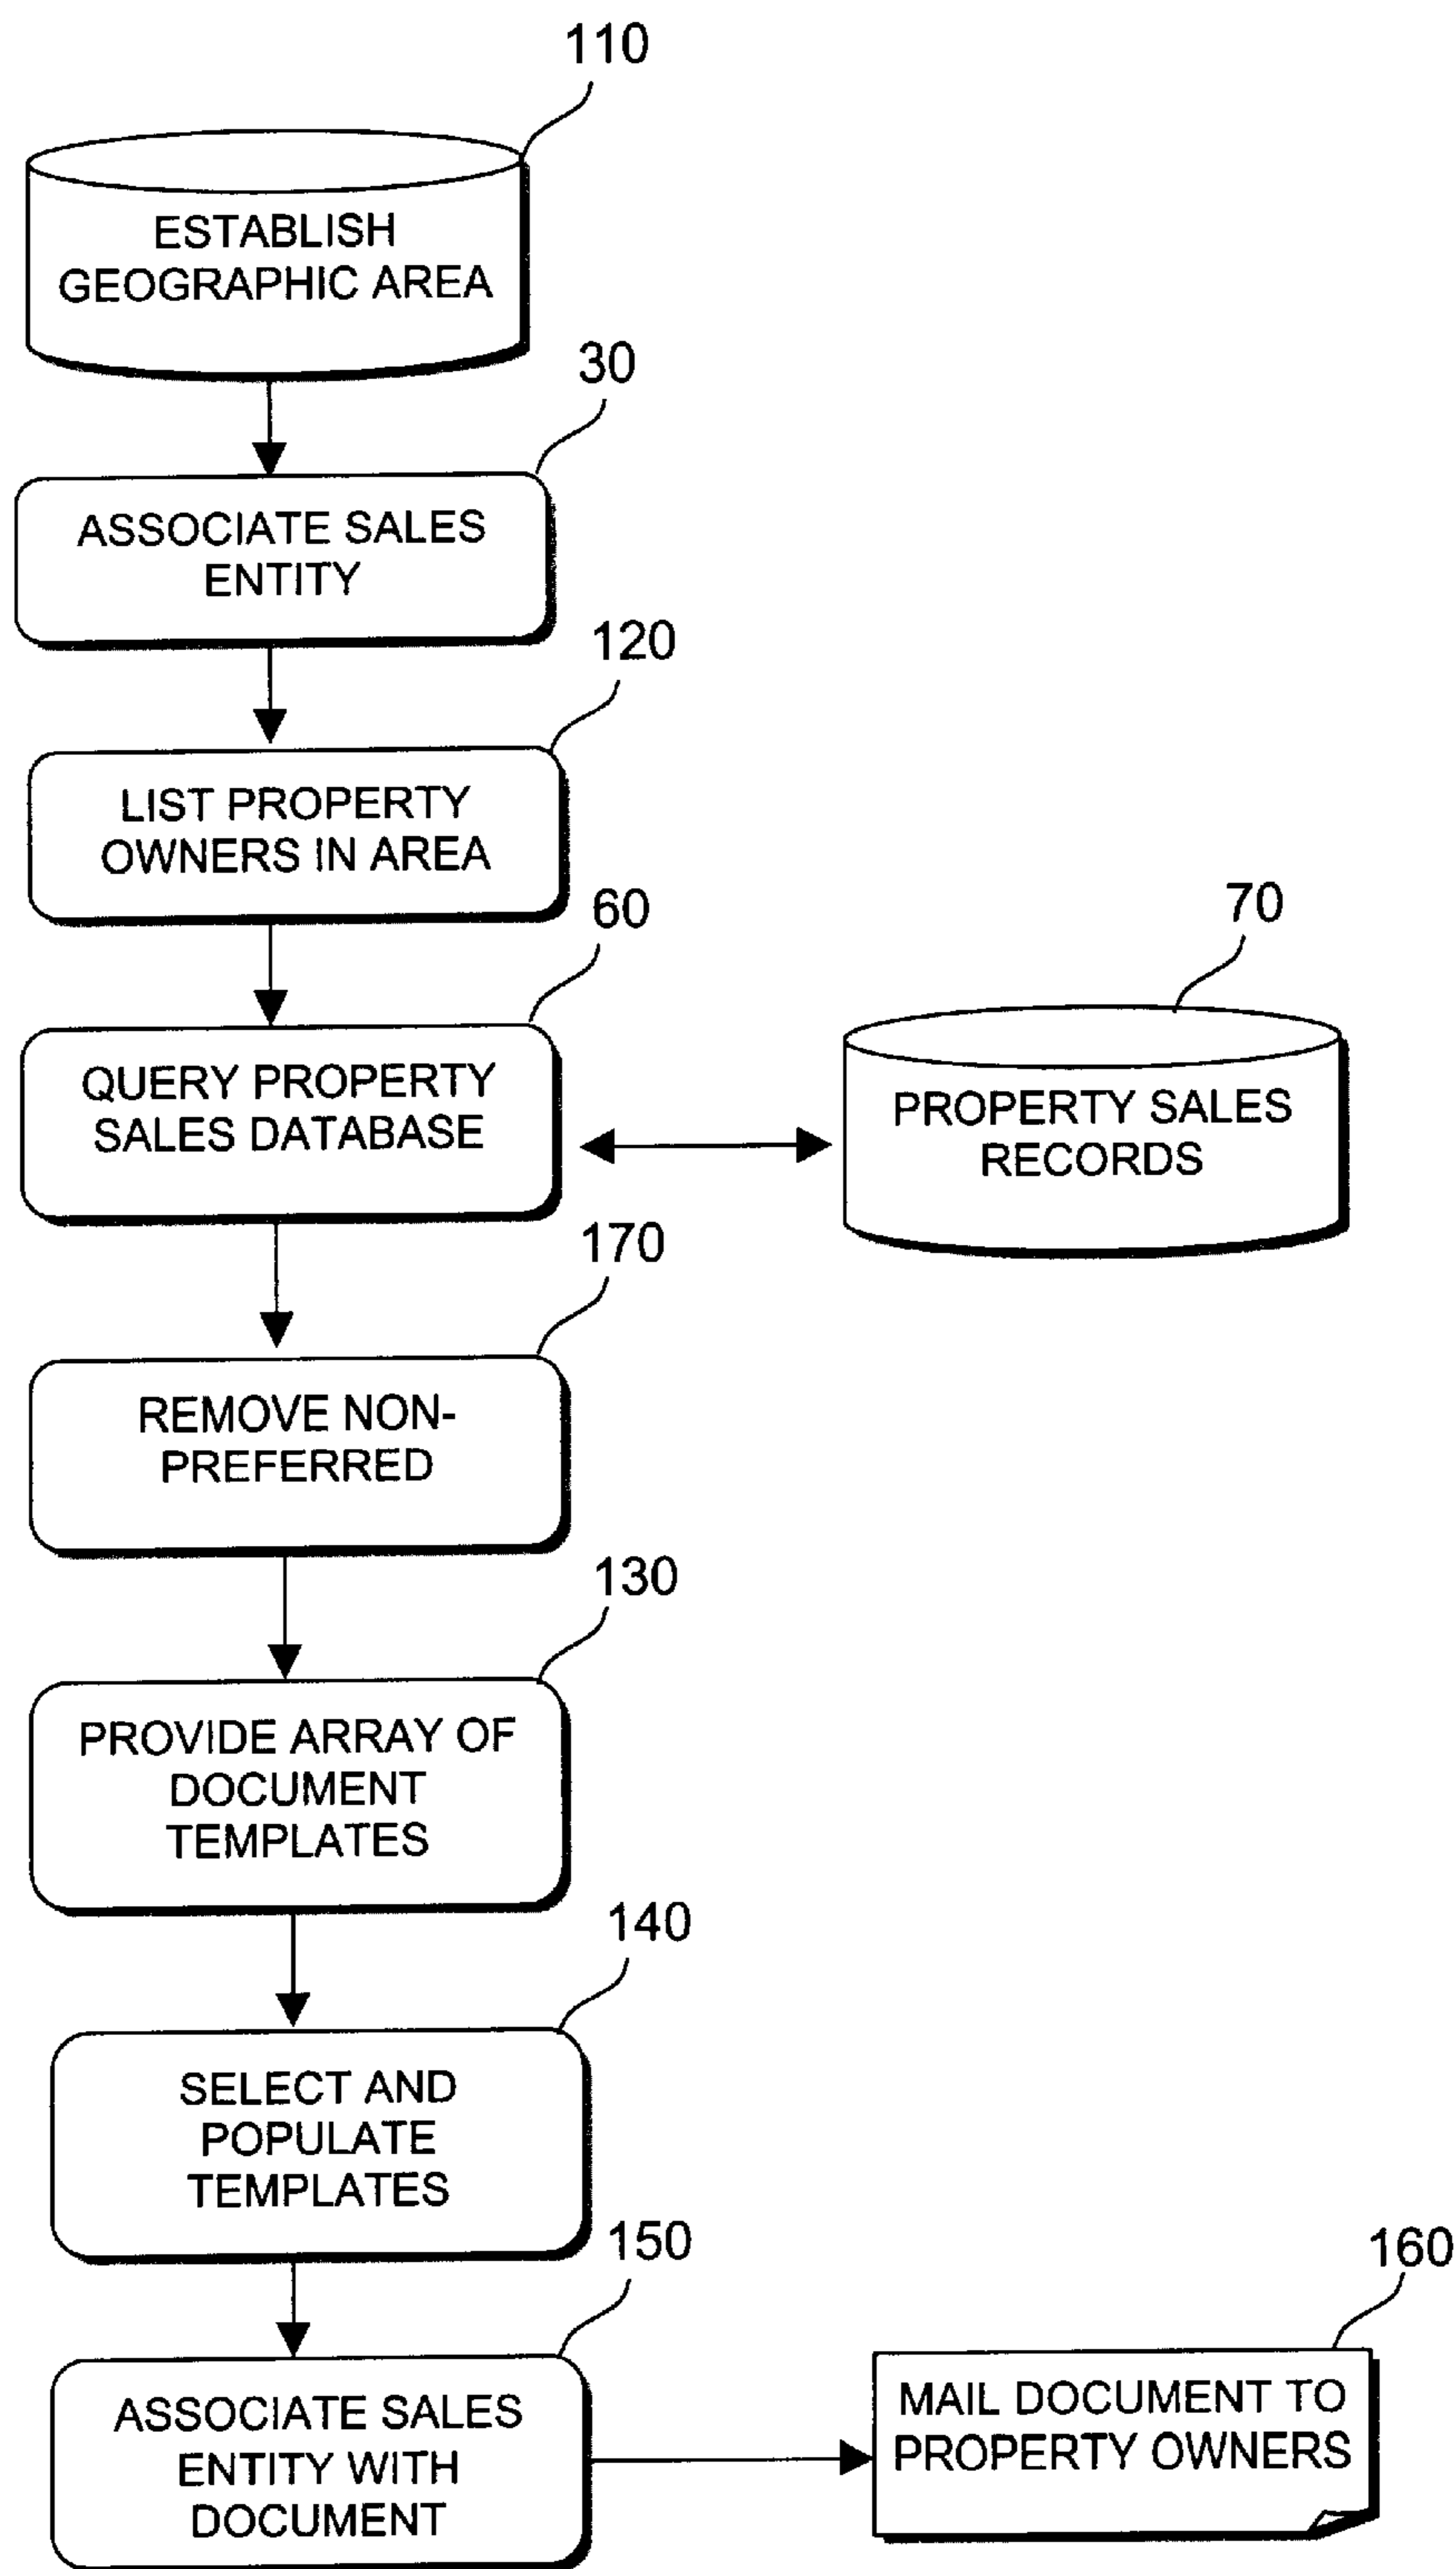 110
ESTABLISH
GEOGRAPHIC AREA
30
ASSOCIATE SALES
ENTITY
120
LIST PROPERTY
OWNERS IN AREA
60
QUERY PROPERTY
SALES DATABASE
70
PROPERTY SALES
RECORDS
170
REMOVE NON-
PREFERRED
130
PROVIDE ARRAY OF
DOCUMENT
TEMPLATES
140
SELECT AND
POPULATE
TEMPLATES
150
ASSOCIATE SALES
ENTITY WITH
DOCUMENT
160
MAIL DOCUMENT TO
PROPERTY OWNERS